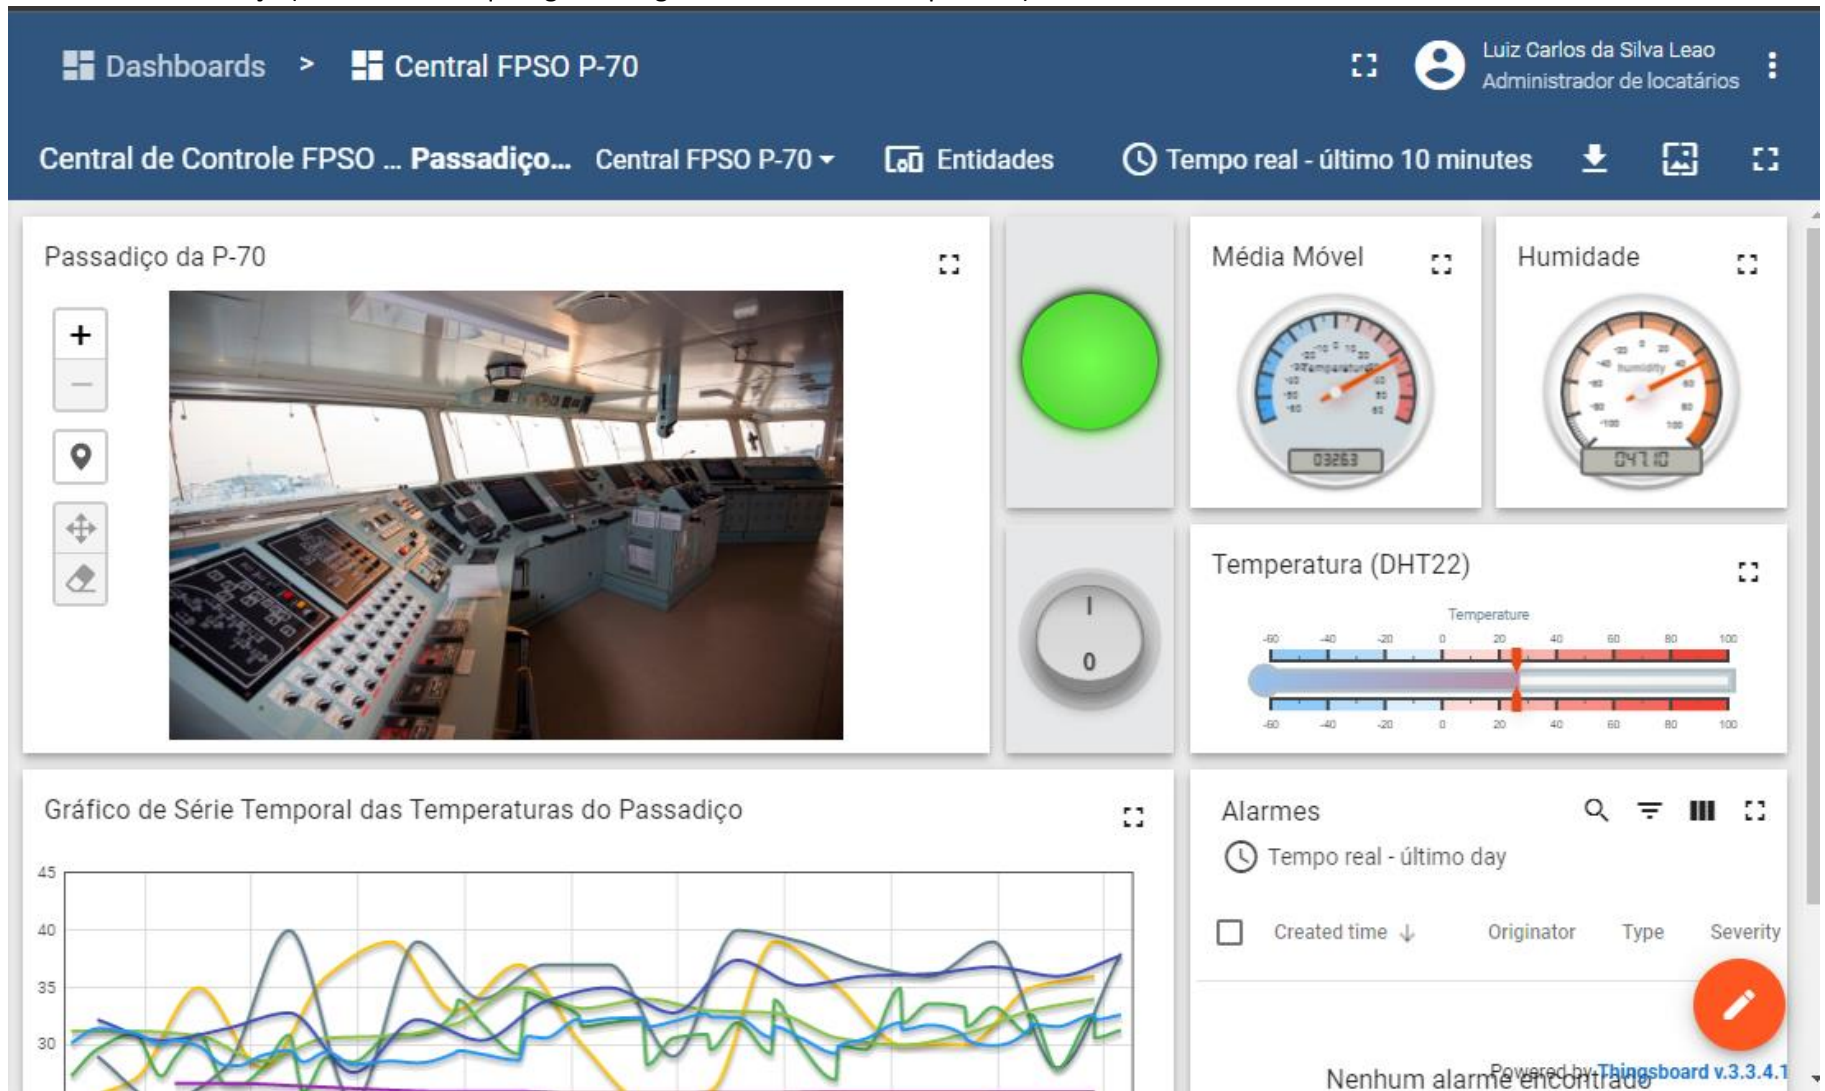 Dashboards > Central FPSO P-70
Luiz Carlos da Silva Leao
Administrador de locatários
Central de Controle FPSO ... Passadiço... Central FPSO P-70 Entidades Tempo real - último 10 minutes
Passadiço da P-70
Média Móvel
Humidade
Temperature
03263
humidity
047.10
I
0
Temperatura (DHT22)
Temperature
-60 -40 -20 0 20 40 60 80 100
-60 -40 -20 0 20 40 60 80 100
Gráfico de Série Temporal das Temperaturas do Passadiço
45
40
35
30
Alarmes
Tempo real - último day
Created time Originator Type Severity
Nenhum alarme encontrado
Powered by Thingsboard v.3.3.4.1